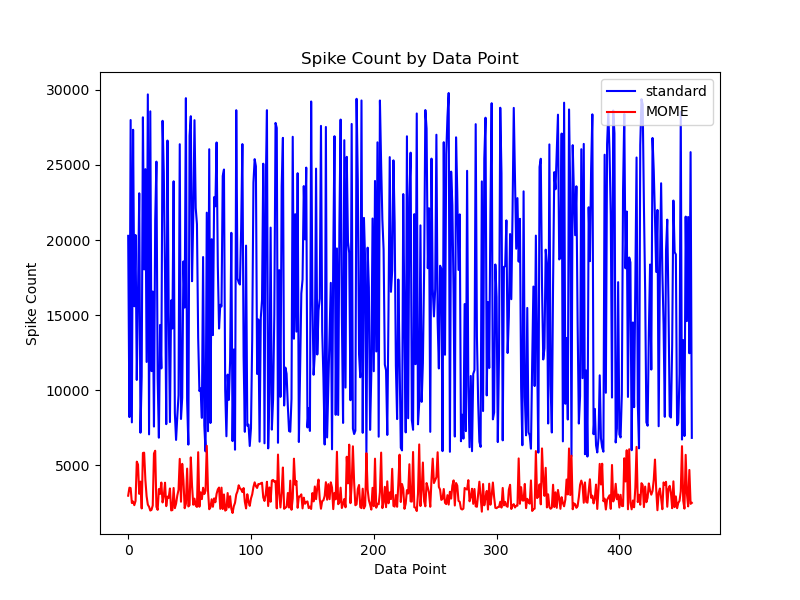 Spike Count by Data Point
30000
25000
20000
15000
10000
5000
Spike Count
standard
MOME
0 100 200 300 400
Data Point